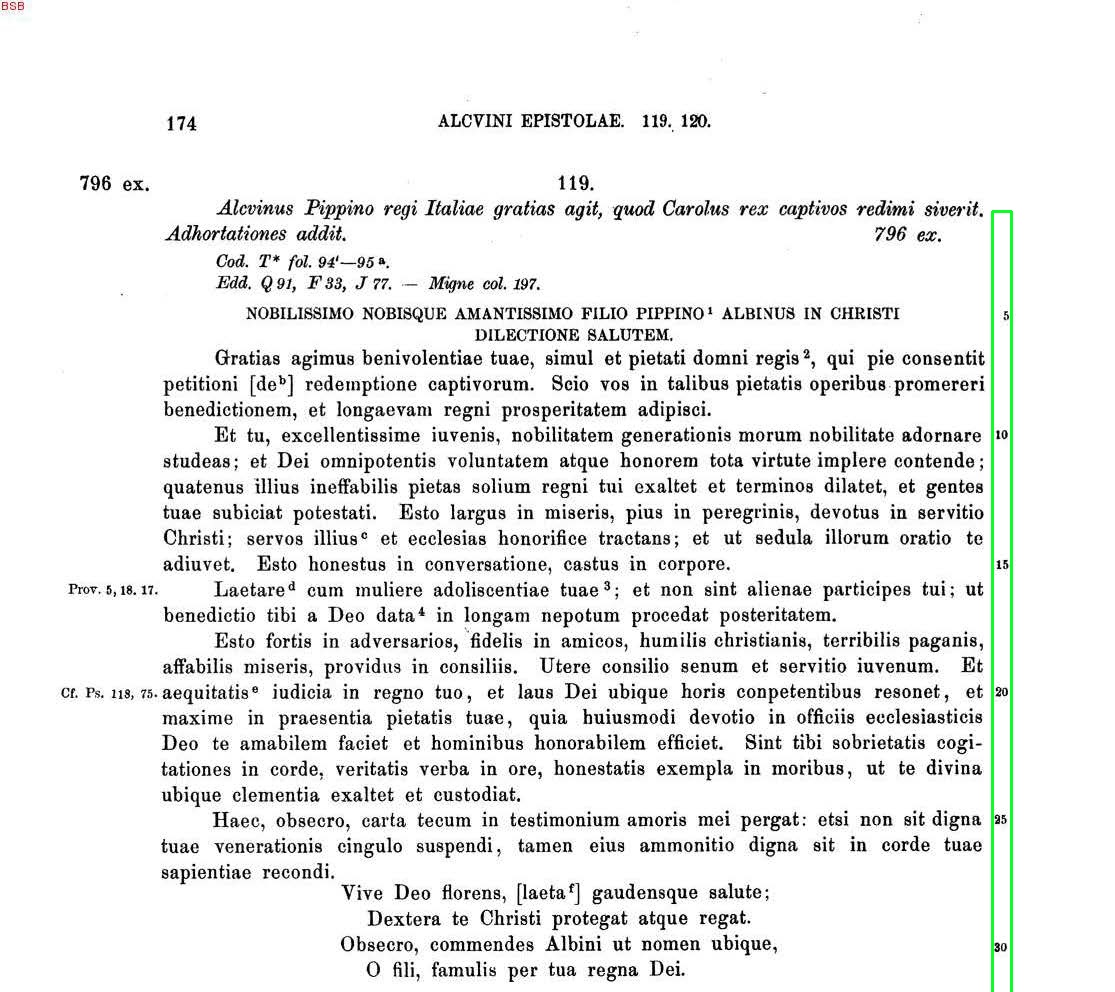 BSB
174 ALCVINI EPISTOLAE. 119. 120.
796 ex. 119.
Alcvinus Pippino regi Italiae gratias agit, quod Carolus rex captivos redimi siverit.
Adhortationes addit. 796 ex.
Cod. T* fol. 94'—95 a.
Edd. Q 91, F 33, J 77. — Migne col. 197.
NOBILISSIMO NOBISQUE AMANTISSIMO FILIO PIPPINO 1 ALBINUS IN CHRISTI 5
DILECTIONE SALUTEM.
Gratias agimus benivolentiae tuae, simul et pietati domni regis 2, qui pie consentit
petitioni [de b] redemptione captivorum. Scio vos in talibus pietatis operibus promereri
benedictionem, et longaevam regni prosperitatem adipisci.
Et tu, excellentissime iuvenis, nobilitatem generationis morum nobilitate adornare 10
studeas; et Dei omnipotentis voluntatem atque honorem tota virtute implere contende;
quatenus illius ineffabilis pietas solium regni tui exaltet et terminos dilatet, et gentes
tuae subiciat potestati. Esto largus in miseris, pius in peregrinis, devotus in servitio
Christi; servos illius c et ecclesias honorifice tractans; et ut sedula illorum oratio te
adiuvet. Esto honestus in conversatione, castus in corpore. 15
Prov. 5, 18. 17. Laetare d cum muliere adoliscentiae tuae 3; et non sint alienae participes tui; ut
benedictio tibi a Deo data 4 in longam nepotum procedat posteritatem.
Esto fortis in adversarios, fidelis in amicos, humilis christianis, terribilis paganis,
affabilis miseris, providus in consiliis. Utere consilio senum et servitio iuvenum. Et
Cf. Ps. 118, 75. aequitatis e iudicia in regno tuo, et laus Dei ubique horis conpetentibus resonet, et 20
maxime in praesentia pietatis tuae, quia huiusmodi devotio in officiis ecclesiasticis
Deo te amabilem faciet et hominibus honorabilem efficiet. Sint tibi sobrietatis cogi-
tationes in corde, veritatis verba in ore, honestatis exempla in moribus, ut te divina
ubique clementia exaltet et custodiat.
Haec, obsecro, carta tecum in testimonium amoris mei pergat: etsi non sit digna 25
tuae venerationis cingulo suspendi, tamen eius ammonitio digna sit in corde tuae
sapientiae recondi.
Vive Deo florens, [laeta f] gaudensque salute;
Dextera te Christi protegat atque regat.
Obsecro, commendes Albini ut nomen ubique, 30
O fili, famulis per tua regna Dei.